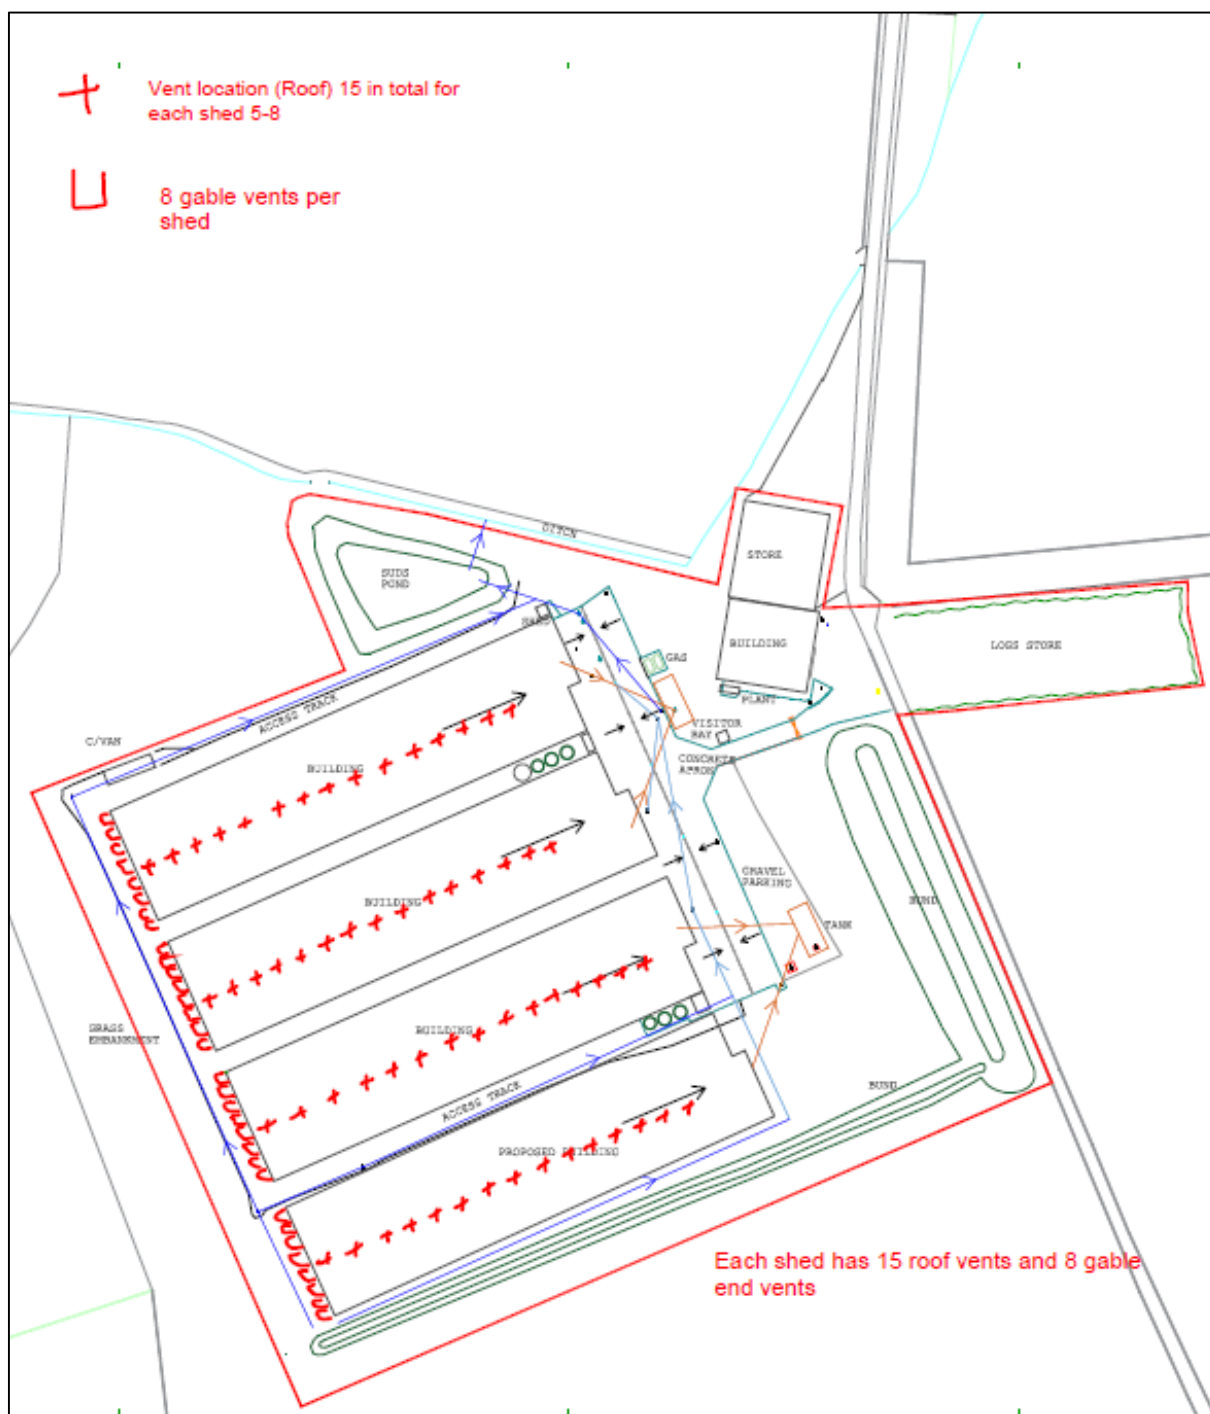 Vent location (Roof) 15 in total for
each shed 5-8
8 gable vents per
shed
DITCH
STORE
SUDS
POND
BUILDING
LOGS STORE
GAS
PLANT
ACCESS TRACK
VISITOR
BAY
C/VAN
CONCRETE
APRON
BUILDING
GRAVEL
PARKING
BUILDING
BUND
TANK
GRASS
EMBANKMENT
BUILDING
BUND
ACCESS TRACK
PROPOSED BUILDING
Each shed has 15 roof vents and 8 gable
end vents